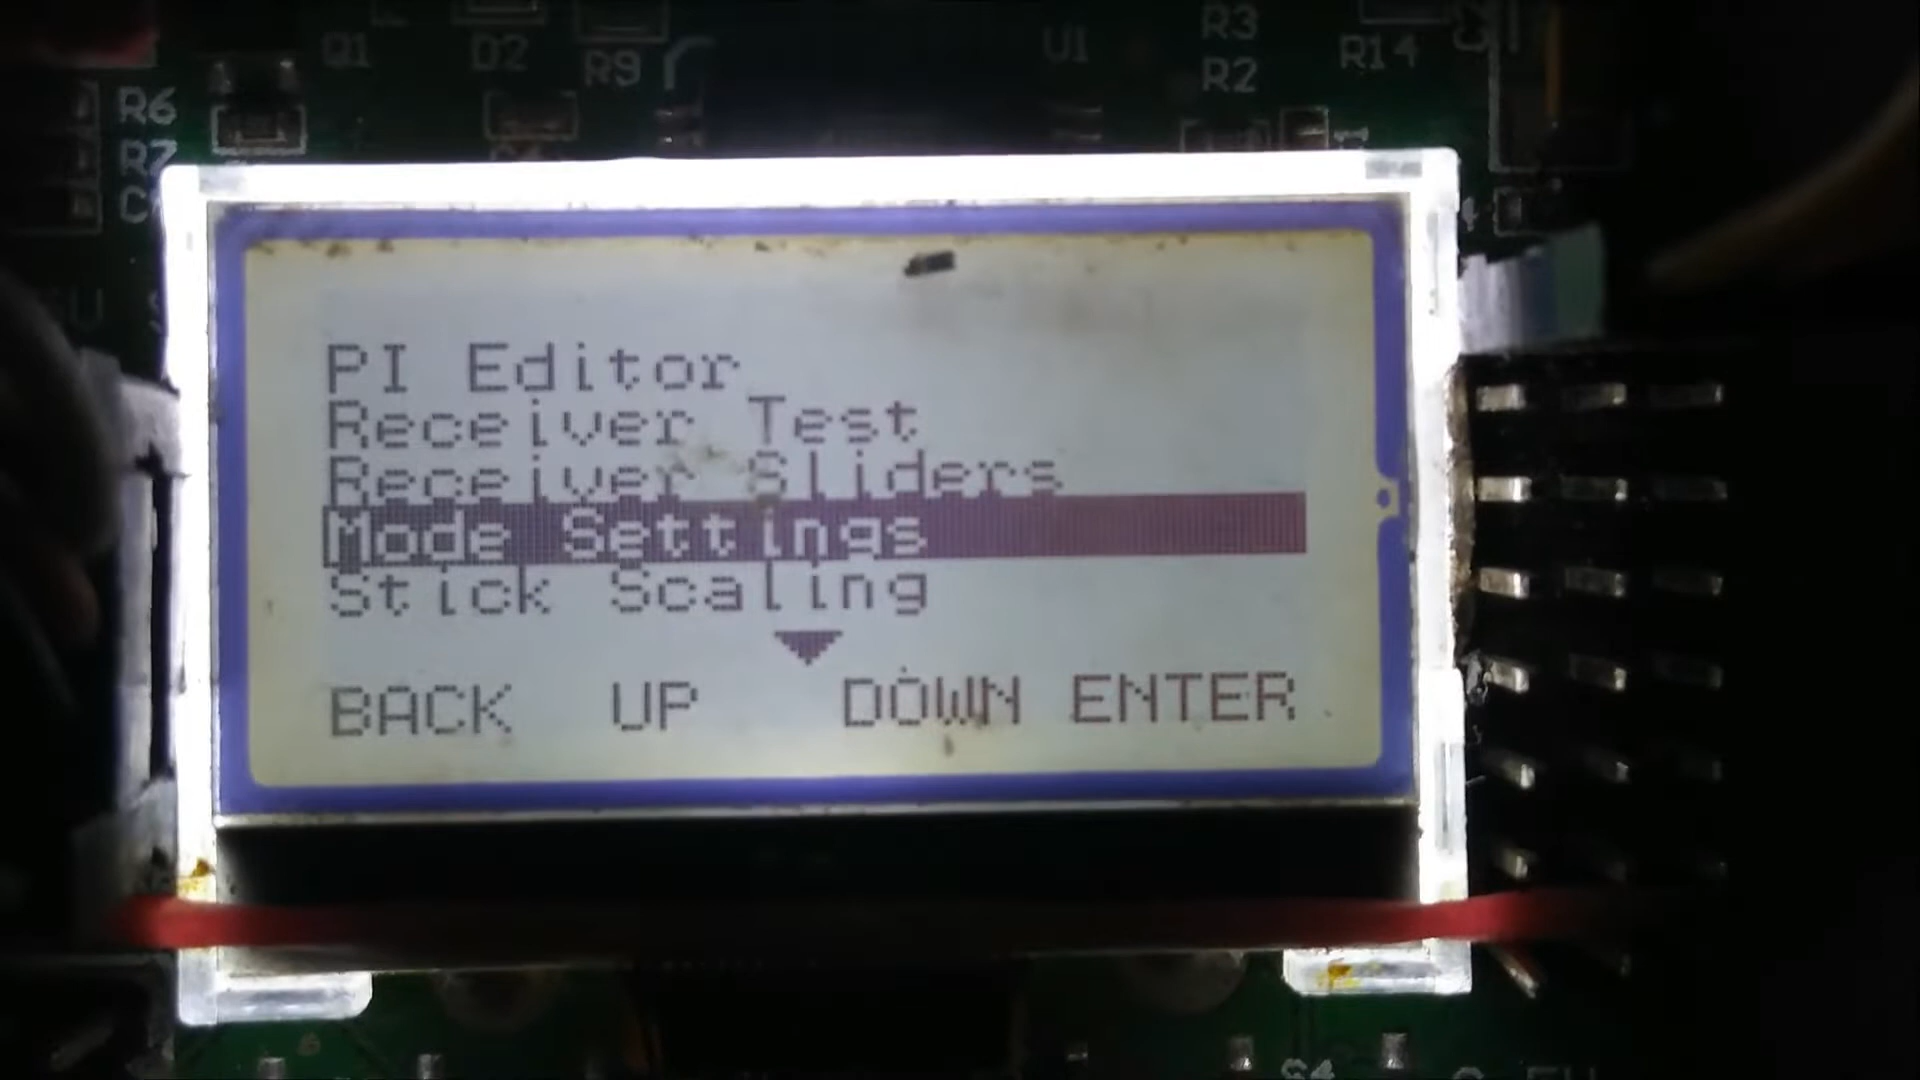 Q1 D2 R9 U1 R3 R14
R2
R6
R7
PI Editor
Receiver Test
Receiver Sliders
Mode Settings
Stick Scaling
BACK UP DOWN ENTER
S4